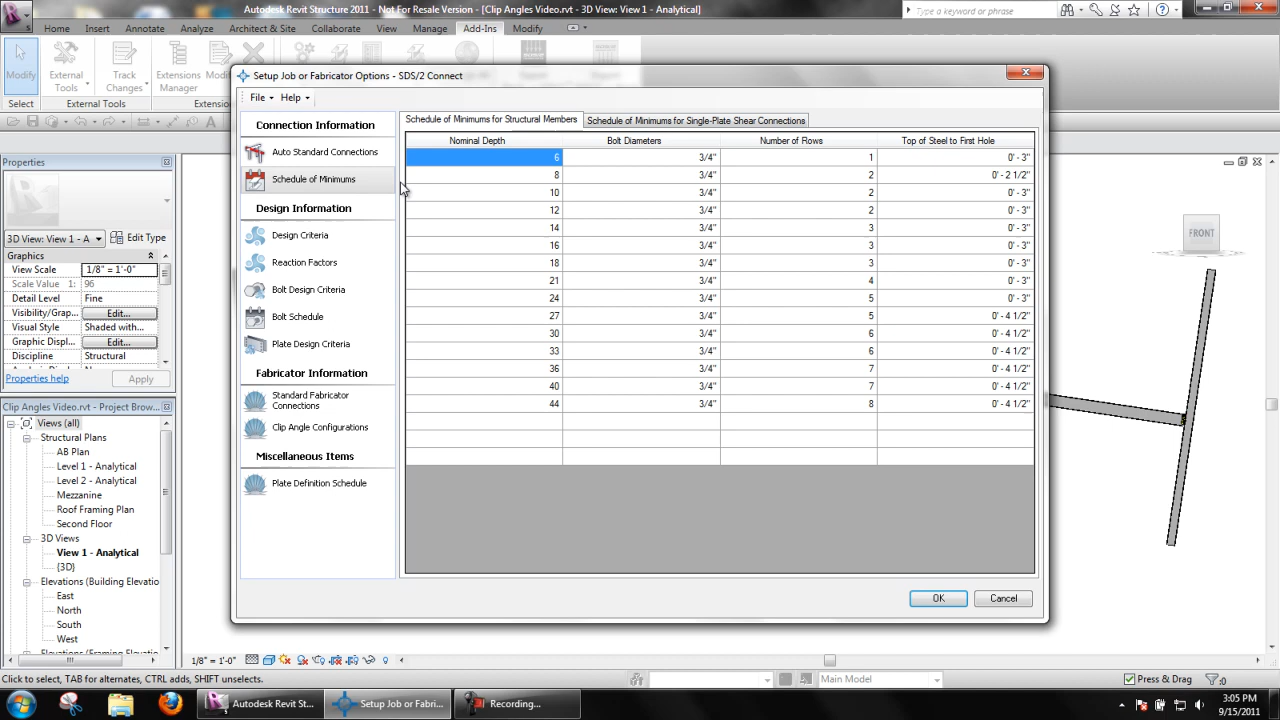 Autodesk Revit Structure 2011 - Not For Resale Version - [Clip Angles Video.rvt - 3D View: View 1 - Analytical]
Type a keyword or phrase
Home Insert Annotate Analyze Architect & Site Collaborate View Manage Add-Ins Modify
Modify
External Tools
Track Changes
Extensions Manager
Select
External Tools
Setup Job or Fabricator Options - SDS/2 Connect
File Help
Connection Information
Auto Standard Connections
Schedule of Minimums
Design Information
Design Criteria
Reaction Factors
Bolt Design Criteria
Bolt Schedule
Plate Design Criteria
Fabricator Information
Standard Fabricator
Connections
Clip Angle Configurations
Miscellaneous Items
Plate Definition Schedule
Schedule of Minimums for Structural Members Schedule of Minimums for Single-Plate Shear Connections
Nominal Depth Bolt Diameters Number of Rows Top of Steel to First Hole
6 3/4" 1 0' - 3"
8 3/4" 2 0' - 2 1/2"
10 3/4" 2 0' - 3"
12 3/4" 2 0' - 3"
14 3/4" 3 0' - 3"
16 3/4" 3 0' - 3"
18 3/4" 3 0' - 3"
21 3/4" 4 0' - 3"
24 3/4" 5 0' - 3"
27 3/4" 5 0' - 4 1/2"
30 3/4" 6 0' - 4 1/2"
33 3/4" 6 0' - 4 1/2"
36 3/4" 7 0' - 4 1/2"
40 3/4" 7 0' - 4 1/2"
44 3/4" 8 0' - 4 1/2"
OK Cancel
FRONT
Properties
3D View: View 1 - A Edit Type
Graphics
View Scale 1/8" = 1'-0"
Scale Value 1: 96
Detail Level Fine
Visibility/Grap... Edit...
Visual Style Shaded with...
Graphic Displ... Edit...
Discipline Structural
Properties help Apply
Clip Angles Video.rvt - Project Brow...
Views (all)
Structural Plans
AB Plan
Level 1 - Analytical
Level 2 - Analytical
Mezzanine
Roof Framing Plan
Second Floor
3D Views
View 1 - Analytical
{3D}
Elevations (Building Elevatio
East
North
South
West
1/8" = 1'-0"
Click to select, TAB for alternates, CTRL adds, SHIFT unselects.
Main Model
Press & Drag
:0
Autodesk Revit St...
Setup Job or Fabri...
Recording...
3:05 PM
9/15/2011